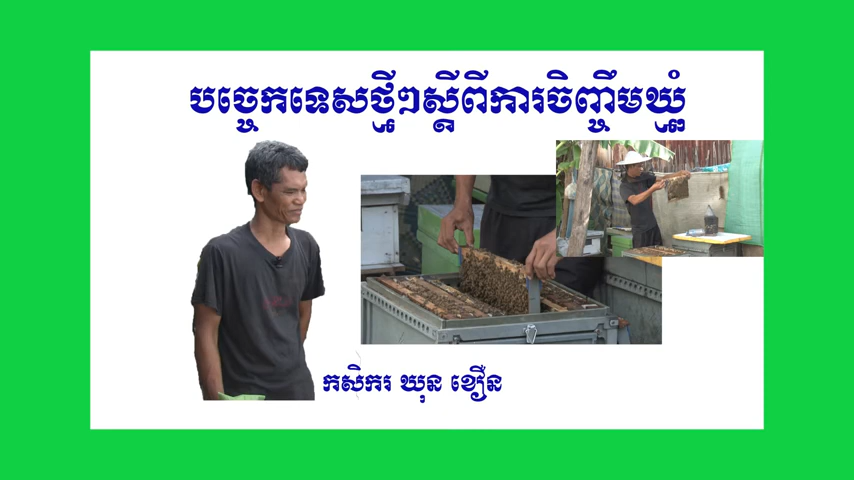 បច្ចេកទេសថ្មីៗស្ដីពីការចិញ្ចឹមឃ្មុំ
កសិករ ឃុន ខឿន